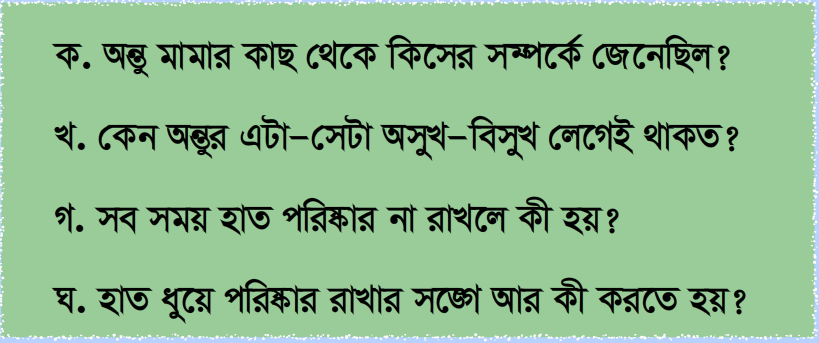 ক. অন্তু মামার কাছ থেকে কিসের সম্পর্কে জেনেছিল?
খ. কেন অন্তুর এটা-সেটা অসুখ-বিসুখ লেগেই থাকত?
গ. সব সময় হাত পরিষ্কার না রাখলে কী হয়?
ঘ. হাত ধুয়ে পরিষ্কার রাখার সঙ্গে আর কী করতে হয়?